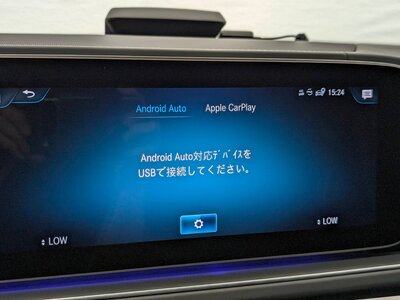 15:24
Android Auto Apple CarPlay
Android Auto対応ﾃﾞﾊﾞｲｽを
USBで接続してください。
LOW LOW